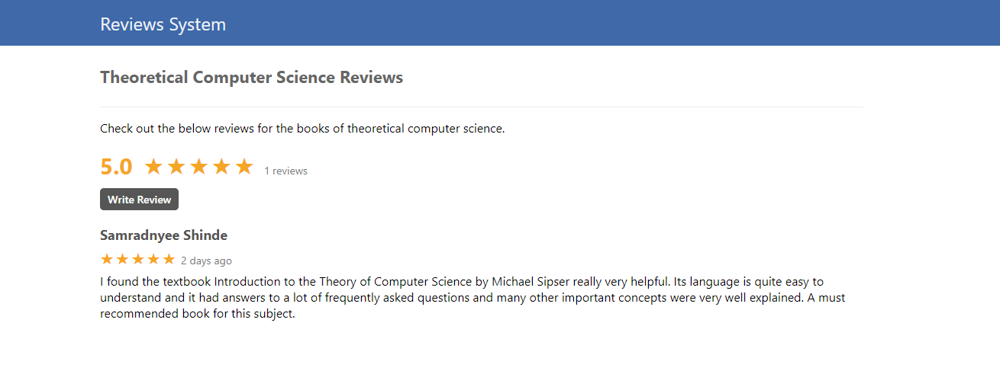 Reviews System
Theoretical Computer Science Reviews
Check out the below reviews for the books of theoretical computer science.
5.0 ★★★★★ 1 reviews
Write Review
Samradnyee Shinde
★★★★★ 2 days ago
I found the textbook Introduction to the Theory of Computer Science by Michael Sipser really very helpful. Its language is quite easy to
understand and it had answers to a lot of frequently asked questions and many other important concepts were very well explained. A must
recommended book for this subject.